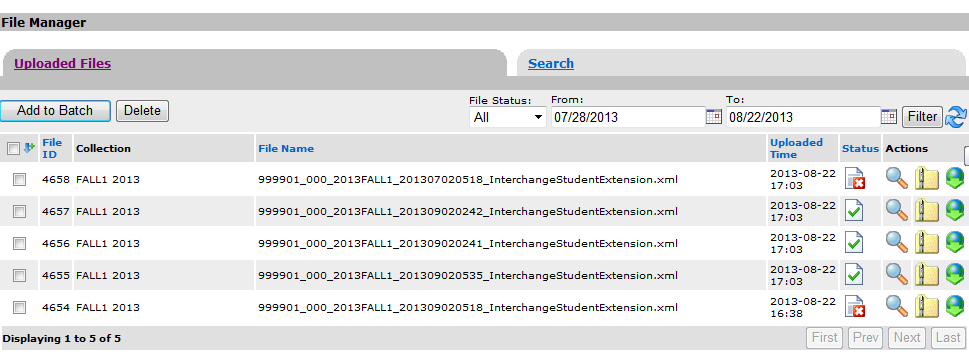 File Manager
Uploaded Files Search
File Status: From: To:
Add to Batch Delete All 07/28/2013 08/22/2013 Filter
File ID Collection File Name Uploaded Time Status Actions
4658 FALL1 2013 999901_000_2013FALL1_201307020518_InterchangeStudentExtension.xml 2013-08-22 17:03
4657 FALL1 2013 999901_000_2013FALL1_201309020242_InterchangeStudentExtension.xml 2013-08-22 17:03
4656 FALL1 2013 999901_000_2013FALL1_201309020241_InterchangeStudentExtension.xml 2013-08-22 17:03
4655 FALL1 2013 999901_000_2013FALL1_201309020535_InterchangeStudentExtension.xml 2013-08-22 17:03
4654 FALL1 2013 999901_000_2013FALL1_201309020518_InterchangeStudentExtension.xml 2013-08-22 16:38
Displaying 1 to 5 of 5 First Prev Next Last